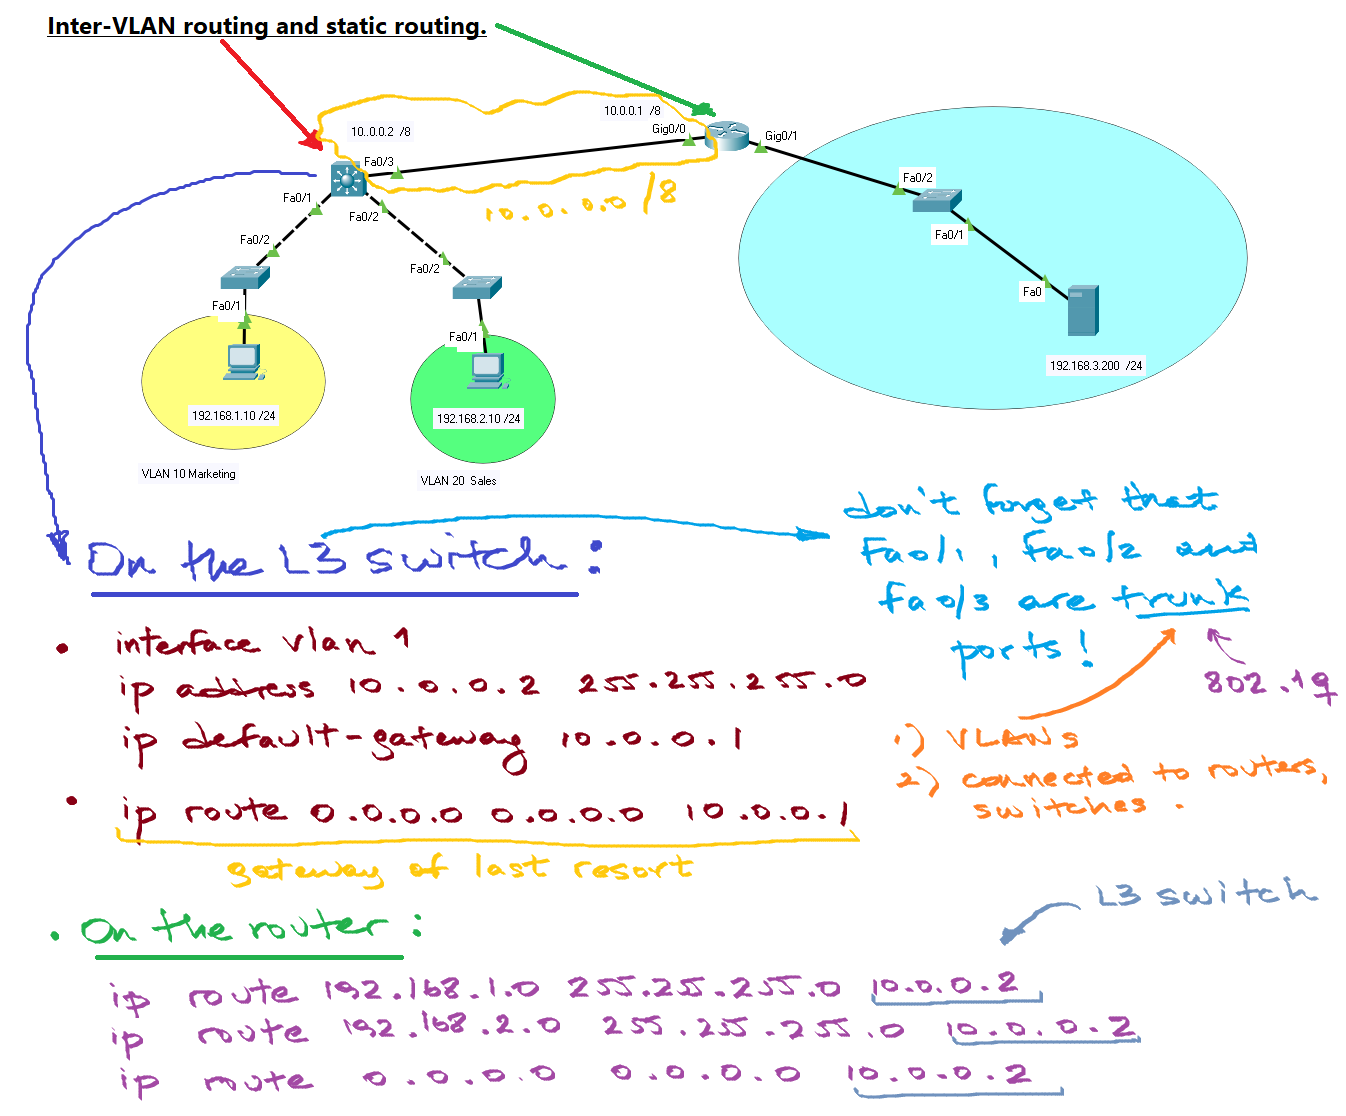 Inter-VLAN routing and static routing.
10.0.0.1 /8
10..0.0.2 /8
Gig0/0
Gig0/1
Fa0/3
Fa0/2
Fa0/1
Fa0/2
10.0.0.0/8
Fa0/1
Fa0/2
Fa0/2
Fa0
Fa0/1
Fa0/1
192.168.3.200 /24
192.168.1.10 /24
192.168.2.10 /24
VLAN 10 Marketing
VLAN 20 Sales
don't forget that
Fa0/1, Fa0/2 and
Fa0/3 are trunk
ports!
802.1q
1) VLANs
2) connected to routers,
switches.
On the L3 switch:
• interface vlan 1
ip address 10.0.0.2 255.255.255.0
ip default-gateway 10.0.0.1
• ip route 0.0.0.0 0.0.0.0 10.0.0.1
gateway of last resort
L3 switch
• On the router:
ip route 192.168.1.0 255.25.255.0 10.0.0.2
ip route 192.168.2.0 255.255.255.0 10.0.0.2
ip route 0.0.0.0 0.0.0.0 10.0.0.2